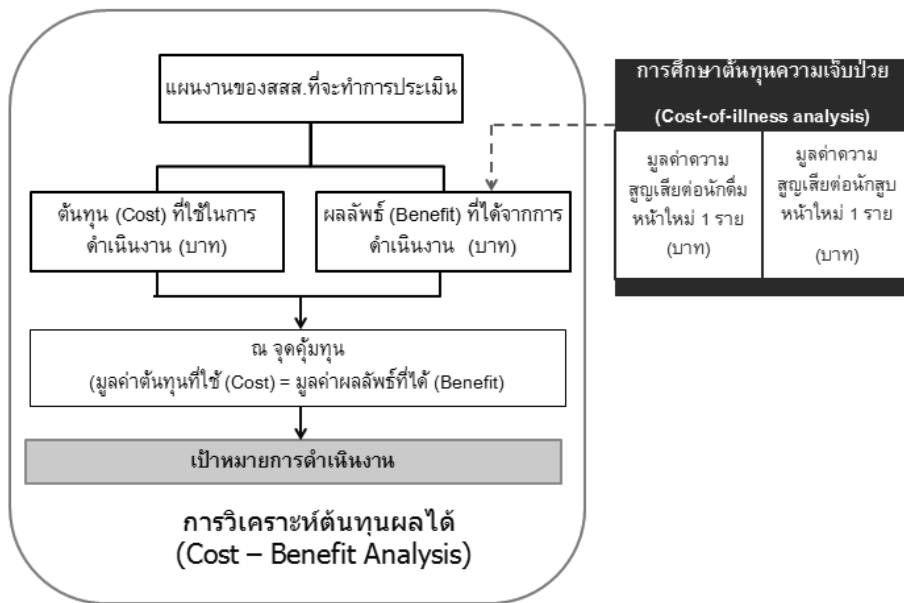 แผนงานของสสส.ที่จะทำการประเมิน
ต้นทุน (Cost) ที่ใช้ในการ
ดำเนินงาน (บาท)
ผลลัพธ์ (Benefit) ที่ได้จากการ
ดำเนินงาน (บาท)
ณ จุดคุ้มทุน
(มูลค่าต้นทุนที่ใช้ (Cost) = มูลค่าผลลัพธ์ที่ได้ (Benefit)
เป้าหมายการดำเนินงาน
การวิเคราะห์ต้นทุนผลได้
(Cost – Benefit Analysis)
การศึกษาต้นทุนความเจ็บป่วย
(Cost-of-illness analysis)
มูลค่าความ
สูญเสียต่อนักดื่ม
หน้าใหม่ 1 ราย
(บาท)
มูลค่าความ
สูญเสียต่อนักสูบ
หน้าใหม่ 1 ราย
(บาท)